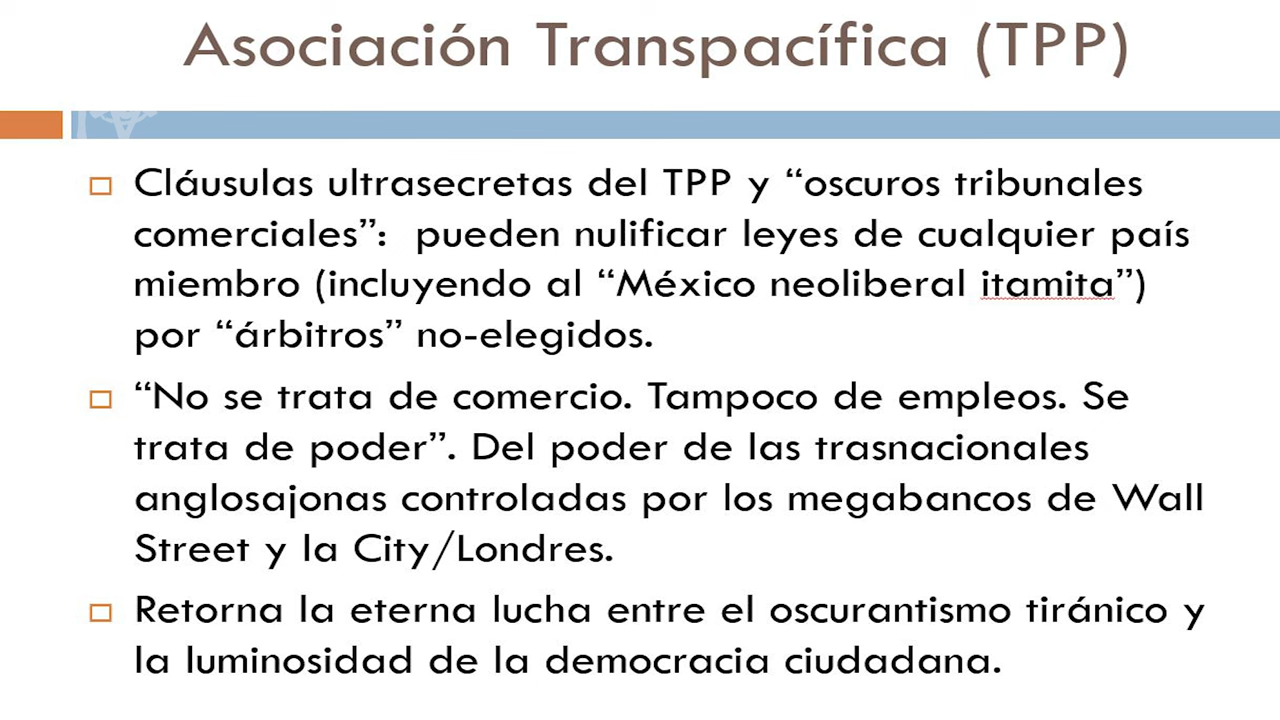 Asociación Transpacífica (TPP)
Cláusulas ultrasecretas del TPP y “oscuros tribunales
comerciales”:  pueden nulificar leyes de cualquier país
miembro (incluyendo al “México neoliberal itamita”)
por “árbitros” no-elegidos.
“No se trata de comercio. Tampoco de empleos. Se
trata de poder”. Del poder de las trasnacionales
anglosajonas controladas por los megabancos de Wall
Street y la City/Londres.
Retorna la eterna lucha entre el oscurantismo tiránico y
la luminosidad de la democracia ciudadana.